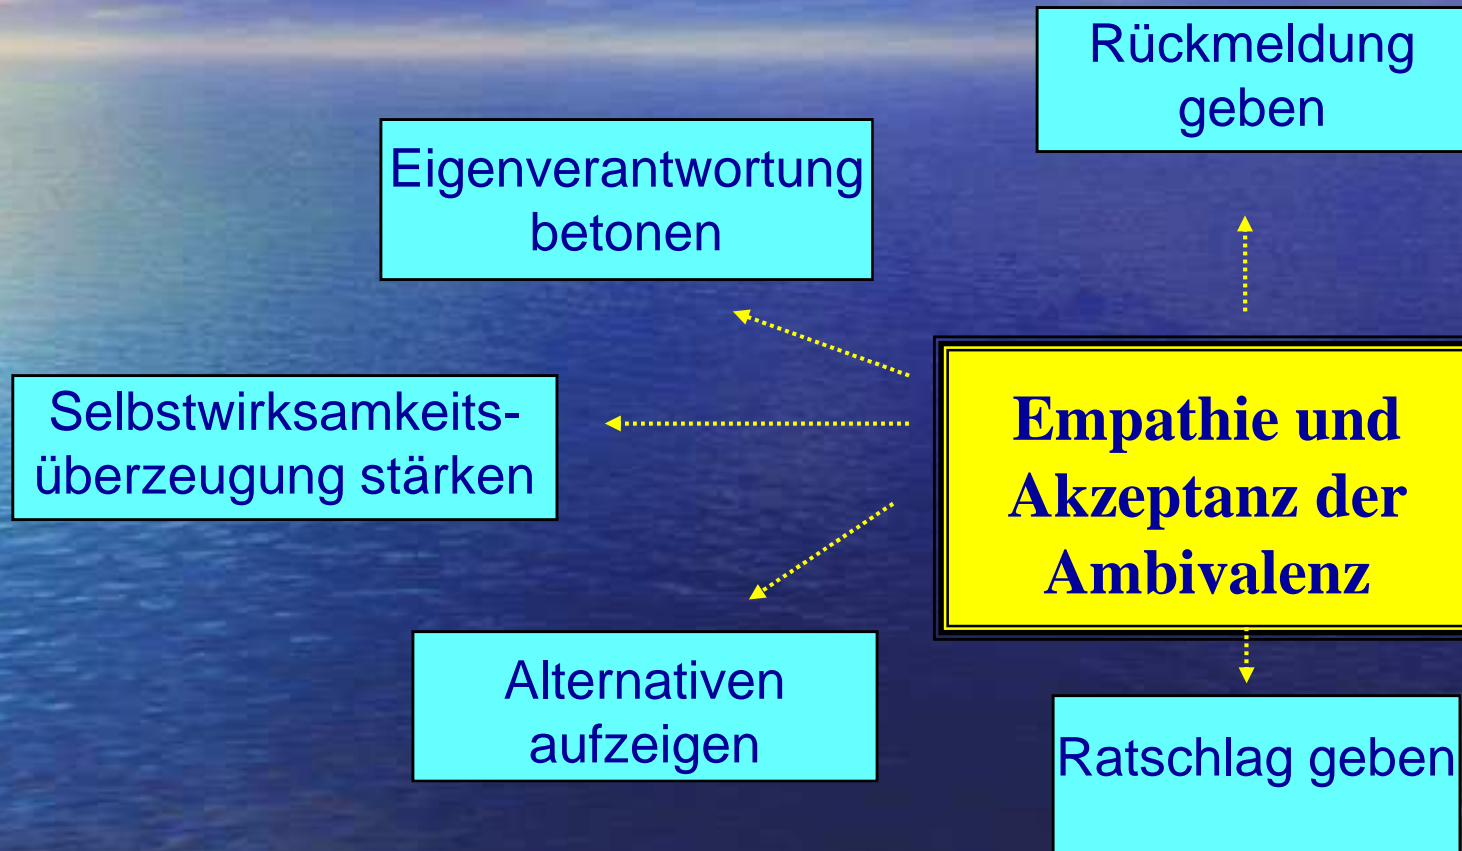 Rückmeldung
geben
Eigenverantwortung
betonen
Selbstwirksamkeits-
überzeugung stärken
Empathie und
Akzeptanz der
Ambivalenz
Alternativen
aufzeigen
Ratschlag geben